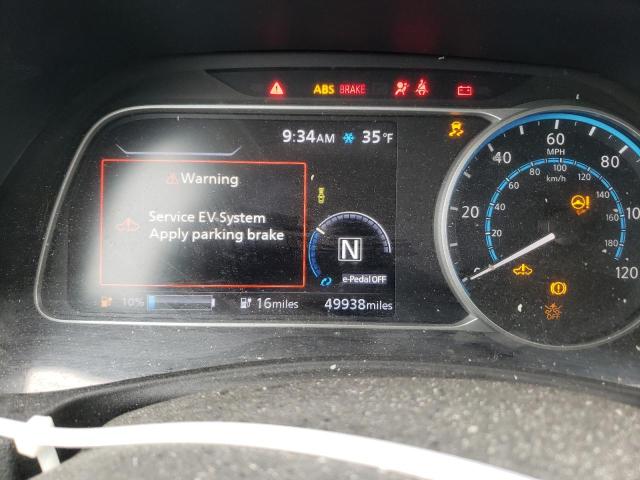 ABS BRAKE
9:34AM 35°F
Warning
Service EV System
Apply parking brake
N
e-Pedal OFF
10% 16miles 49938miles
20 40 60 80 100 120
MPH
km/h
20 40 60 80 100 120 140 160 180
OFF